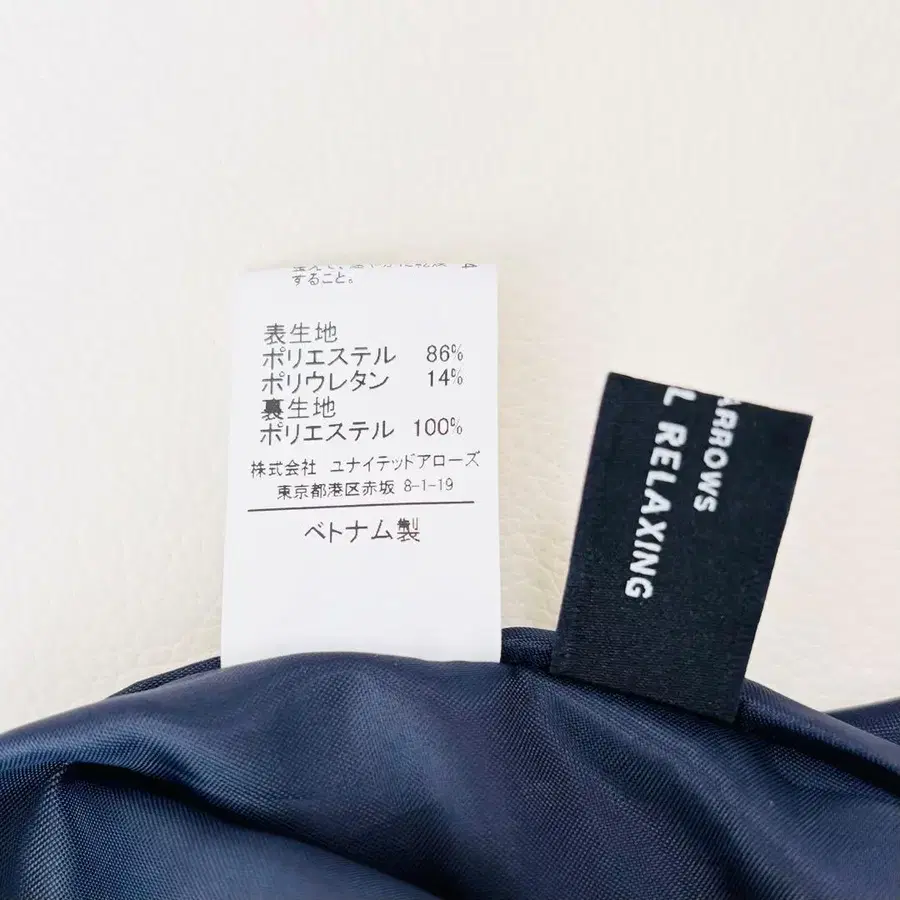 すること。
表生地
ポリエステル 86%
ポリウレタン 14%
裏生地
ポリエステル 100%
株式会社 ユナイテッドアローズ
東京都港区赤坂 8-1-19
ベトナム製
ARROWS
L RELAXING